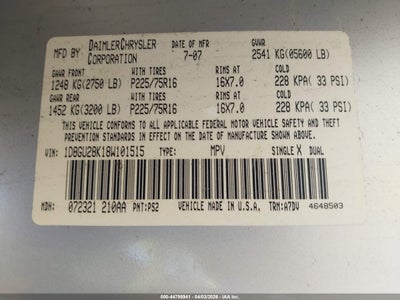 MFD BY DAIMLERCHRYSLER CORPORATION DATE OF MFR 7-07 GVWR 2541 KG(05600 LB)
GAWR FRONT WITH TIRES RIMS AT COLD
1248 KG(2750 LB) P225/75R16 16X7.0 228 KPA( 33 PSI)
GAWR REAR WITH TIRES RIMS AT COLD
1452 KG(3200 LB) P225/75R16 16X7.0 228 KPA( 33 PSI)
THIS VEHICLE CONFORMS TO ALL APPLICABLE FEDERAL MOTOR VEHICLE SAFETY AND THEFT
PREVENTION STANDARDS IN EFFECT ON THE DATE OF MANUFACTURE SHOWN ABOVE.
VIN: 1D8GU28K18W101515 TYPE: MPV SINGLE X DUAL
MDH: 072321 210AA PNT:PS2 VEHICLE MADE IN U.S.A. TRM:A7DV 4648503
800-44799941 - 04/03/2026 - IAA Inc.